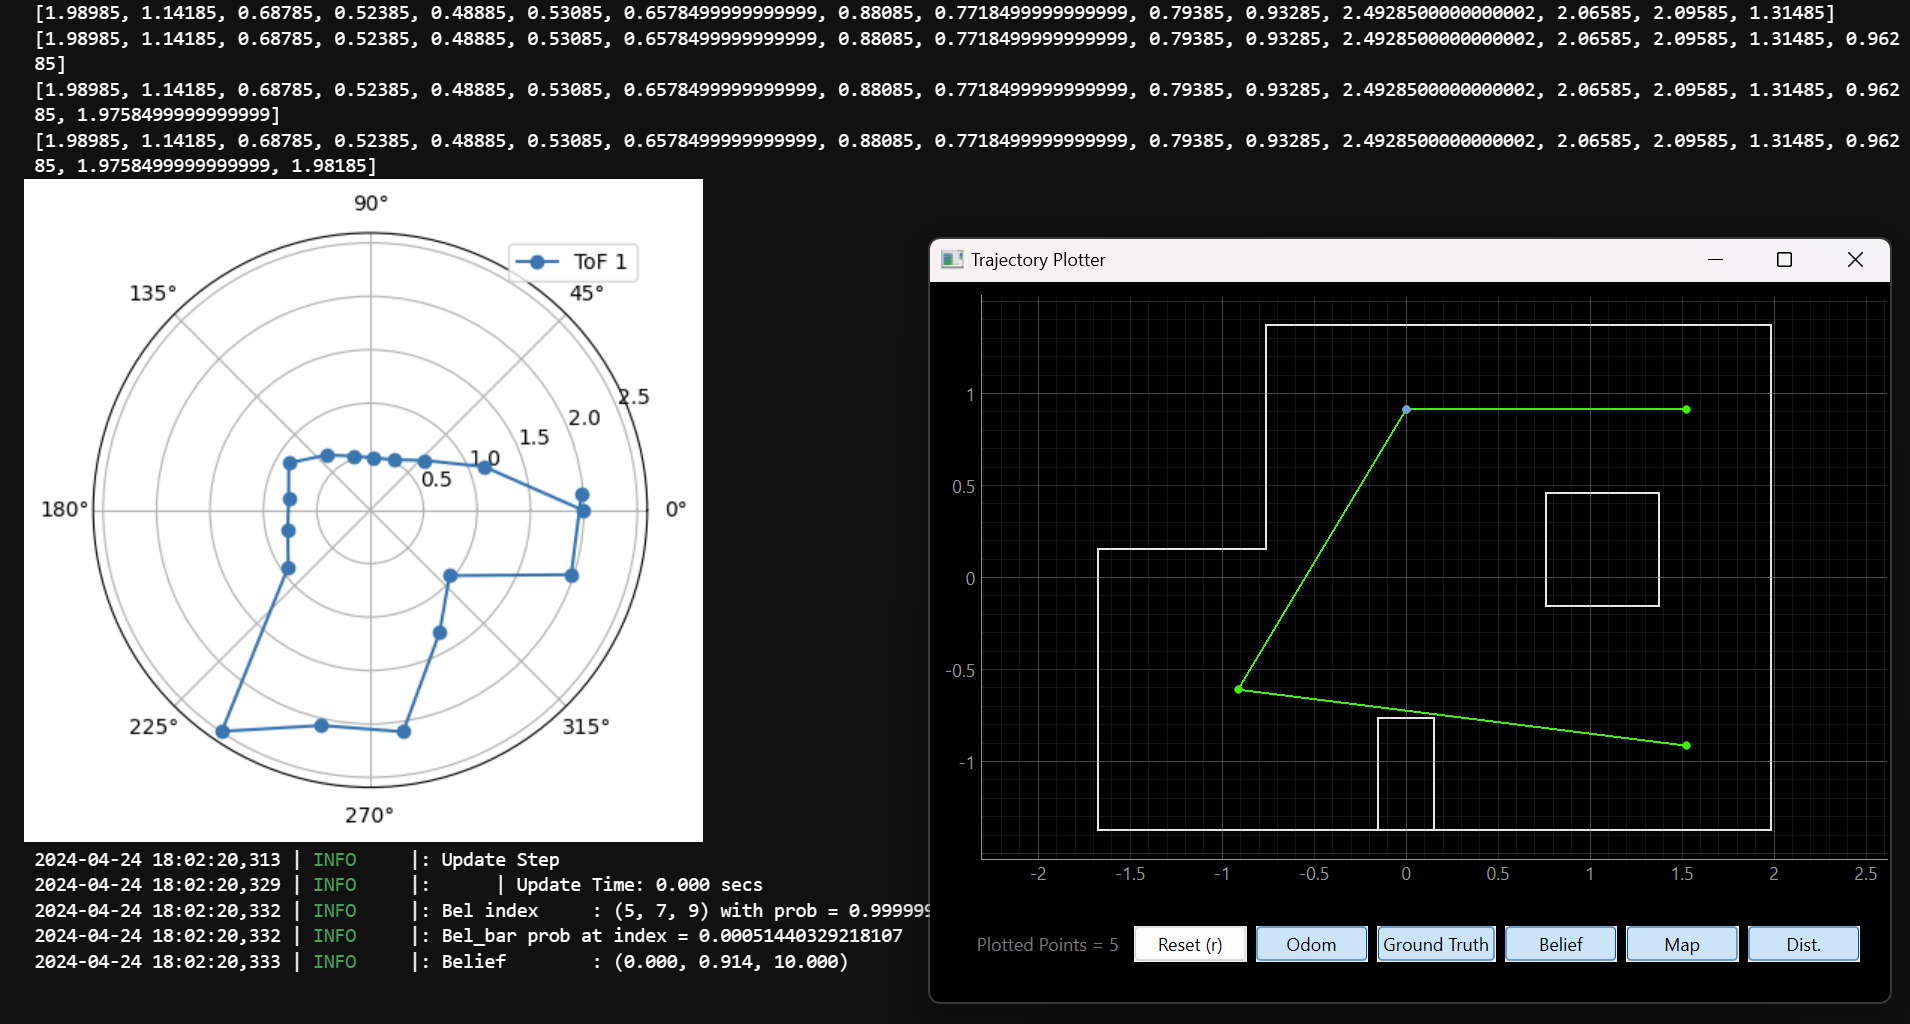 [1.98985, 1.14185, 0.68785, 0.52385, 0.48885, 0.53085, 0.6578499999999999, 0.88085, 0.7718499999999999, 0.79385, 0.93285, 2.4928500000000002, 2.06585, 2.09585, 1.31485]
[1.98985, 1.14185, 0.68785, 0.52385, 0.48885, 0.53085, 0.6578499999999999, 0.88085, 0.7718499999999999, 0.79385, 0.93285, 2.4928500000000002, 2.06585, 2.09585, 1.31485, 0.962
85]
[1.98985, 1.14185, 0.68785, 0.52385, 0.48885, 0.53085, 0.6578499999999999, 0.88085, 0.7718499999999999, 0.79385, 0.93285, 2.4928500000000002, 2.06585, 2.09585, 1.31485, 0.962
85, 1.9758499999999999]
[1.98985, 1.14185, 0.68785, 0.52385, 0.48885, 0.53085, 0.6578499999999999, 0.88085, 0.7718499999999999, 0.79385, 0.93285, 2.4928500000000002, 2.06585, 2.09585, 1.31485, 0.962
85, 1.9758499999999999, 1.98185]
90°
ToF 1
135°
45°
2.5
2.0
1.5
1.0
0.5
180°
0°
225°
315°
270°
2024-04-24 18:02:20,313 | INFO |: Update Step
2024-04-24 18:02:20,329 | INFO |: | Update Time: 0.000 secs
2024-04-24 18:02:20,332 | INFO |: Bel index : (5, 7, 9) with prob = 0.999999
2024-04-24 18:02:20,332 | INFO |: Bel_bar prob at index = 0.00051440329218107
2024-04-24 18:02:20,333 | INFO |: Belief : (0.000, 0.914, 10.000)
Trajectory Plotter
1
0.5
0
-0.5
-1
-2 -1.5 -1 -0.5 0 0.5 1 1.5 2 2.5
Plotted Points = 5 Reset (r) Odom Ground Truth Belief Map Dist.